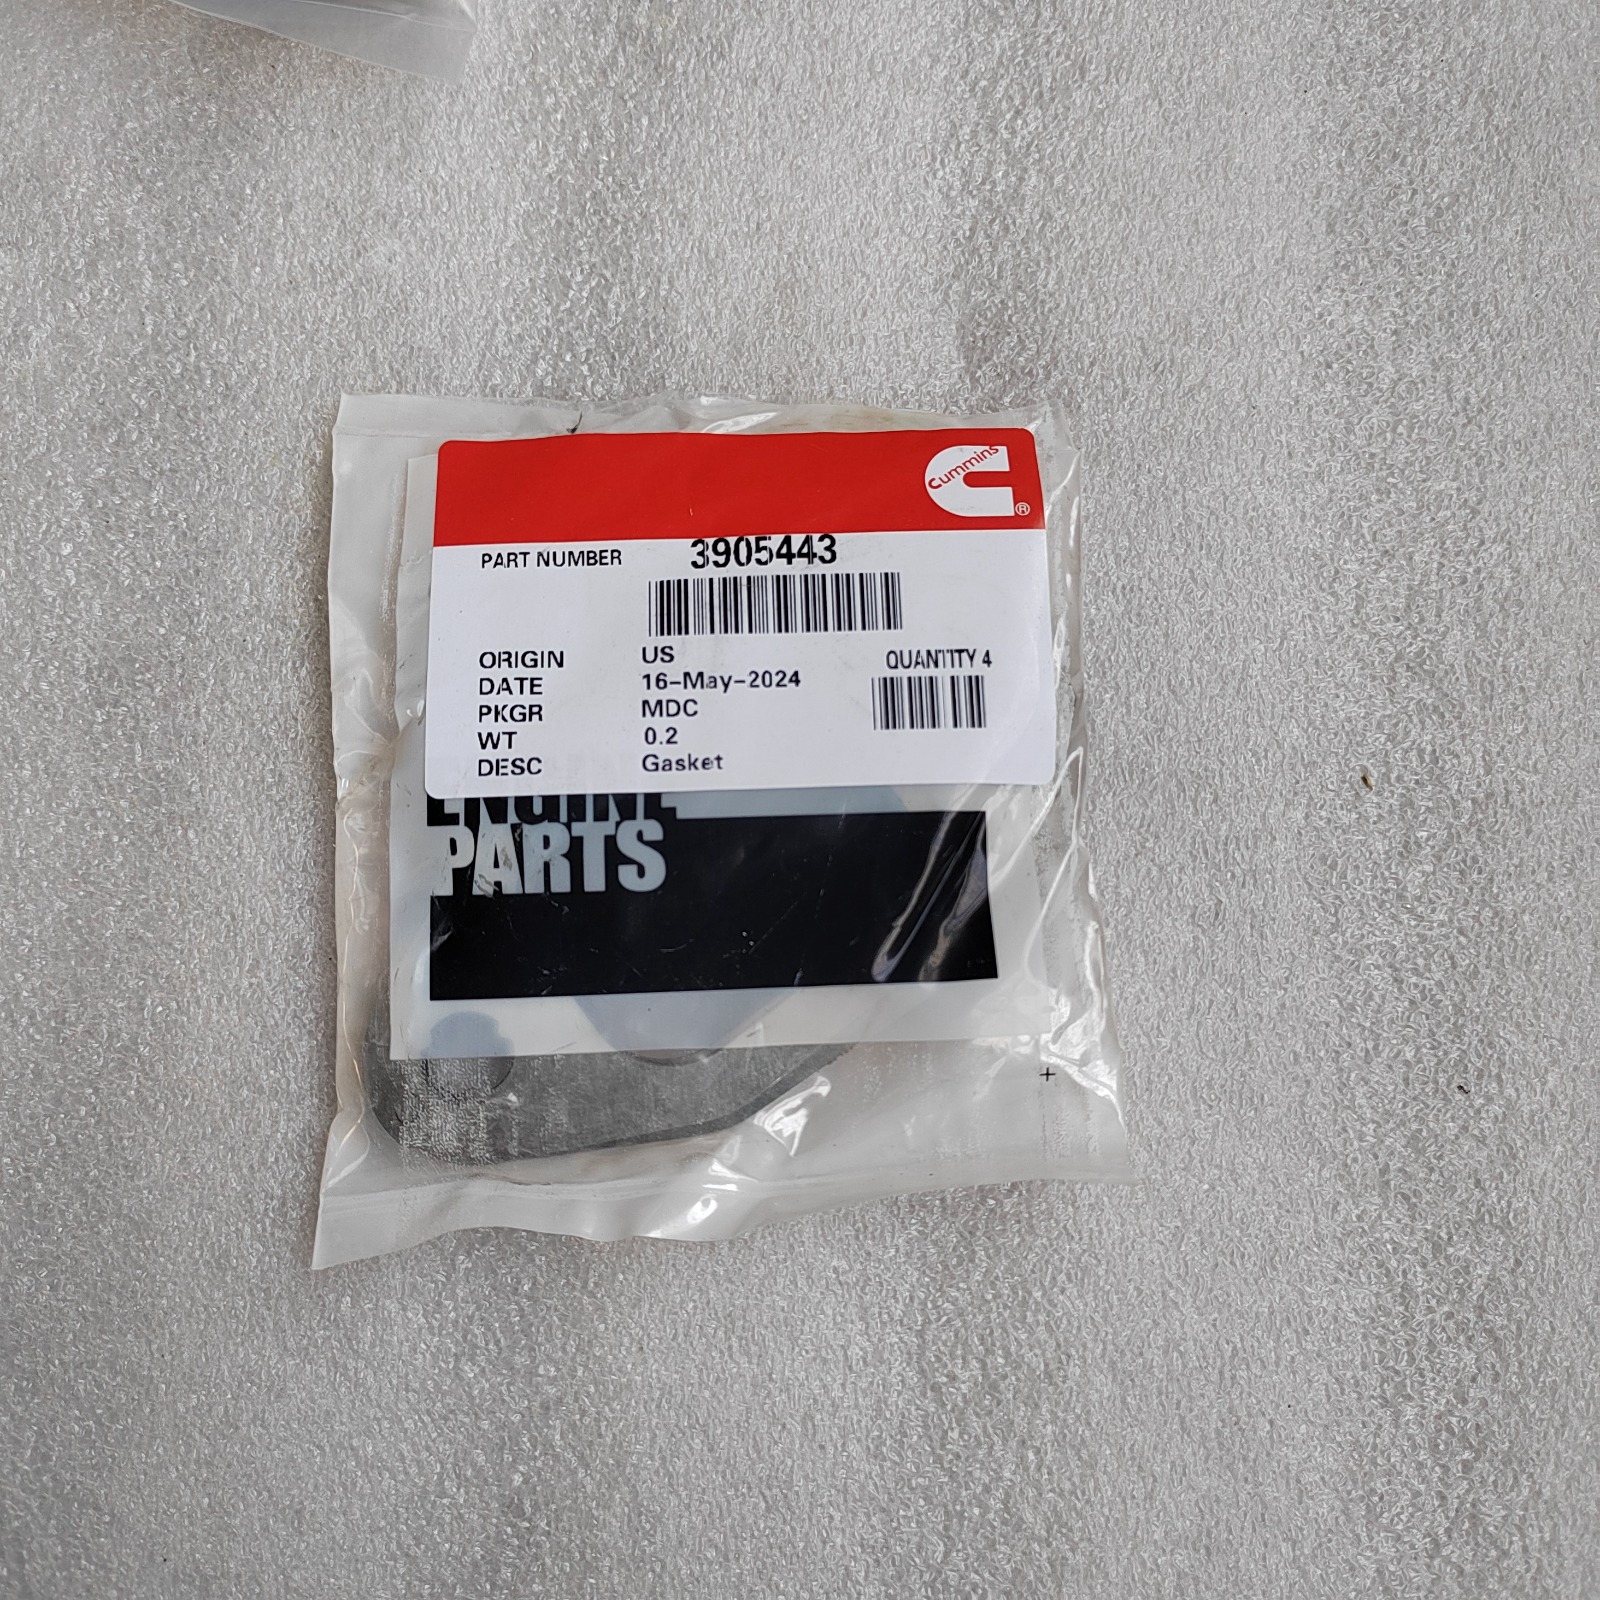 Cummins
®
PART NUMBER 3905443
ORIGIN US QUANTITY 4
DATE 16-May-2024
PKGR MDC
WT 0.2
DESC Gasket
ENGINE
PARTS